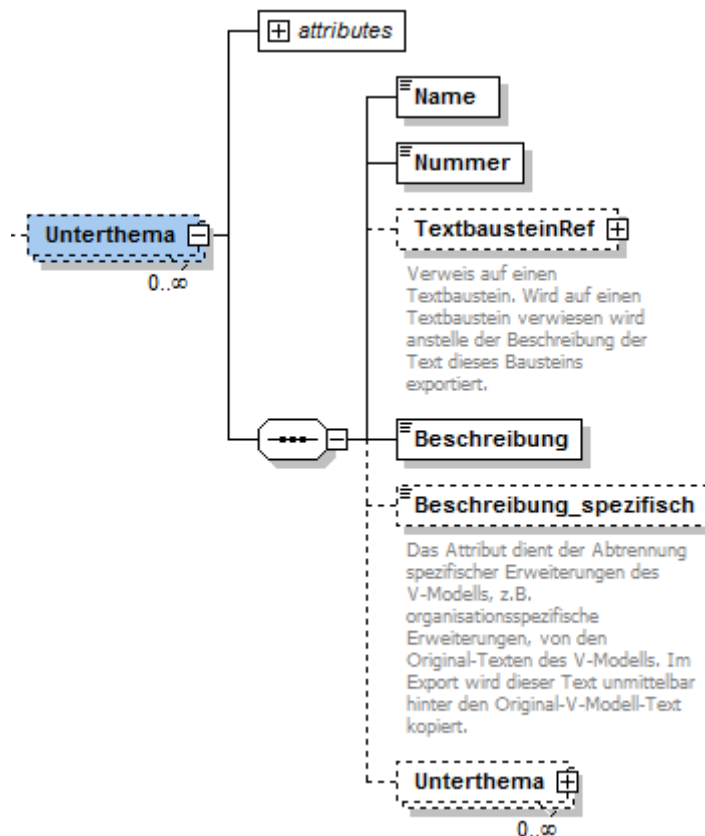 attributes
Name
Nummer
Unterthema
0..∞
TextbausteinRef
Verweis auf einen
Textbaustein. Wird auf einen
Textbaustein verwiesen wird
anstelle der Beschreibung der
Text dieses Bausteins
exportiert.
Beschreibung
Beschreibung_spezifisch
Das Attribut dient der Abtrennung
spezifischer Erweiterungen des
V-Modells, z.B.
organisationsspezifische
Erweiterungen, von den
Original-Texten des V-Modells. Im
Export wird dieser Text unmittelbar
hinter den Original-V-Modell-Text
kopiert.
Unterthema
0..∞